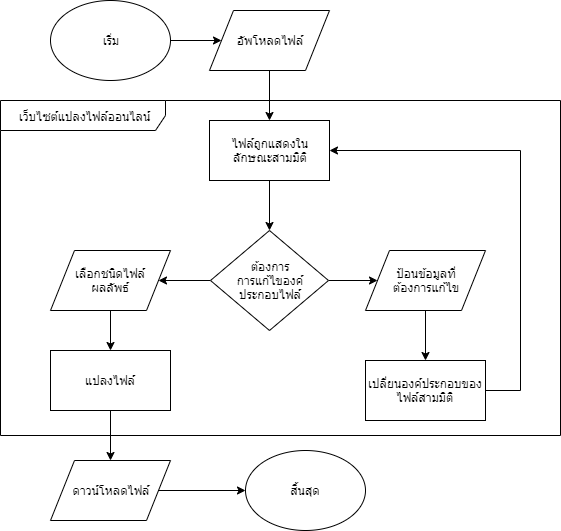 เริ่ม
อัพโหลดไฟล์
เว็บไซต์แปลงไฟล์ออนไลน์
ไฟล์ถูกแสดงใน
ลักษณะสามมิติ
ต้องการ
การแก้ไของค์
ประกอบไฟล์
เลือกชนิดไฟล์
ผลลัพธ์
ป้อนข้อมูลที่
ต้องการแก้ไข
แปลงไฟล์
เปลี่ยนองค์ประกอบของ
ไฟล์สามมิติ
ดาวน์โหลดไฟล์
สิ้นสุด